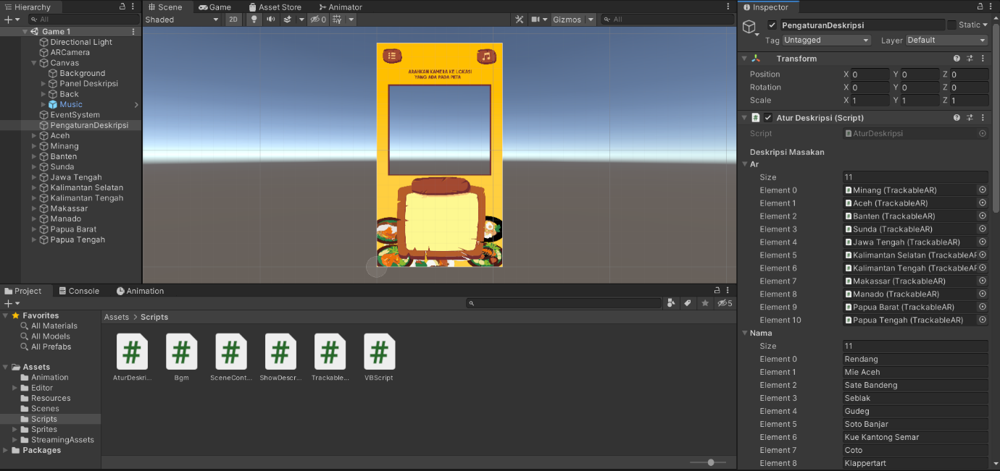 Hierarchy
All
Game 1
Directional Light
ARCamera
Canvas
Background
Panel Deskripsi
Back
Music
EventSystem
PengaturanDeskripsi
Aceh
Minang
Banten
Sunda
Jawa Tengah
Kalimantan Selatan
Kalimantan Tengah
Makassar
Manado
Papua Barat
Papua Tengah
Scene
Game
Asset Store
Animator
Shaded
2D
0
Gizmos
All
ARAHKAN KAMERA KE LOKASI
YANG ADA PADA PETA
Inspector
PengaturanDeskripsi
Static
Tag Untagged
Layer Default
Transform
Position X 0 Y 0 Z 0
Rotation X 0 Y 0 Z 0
Scale X 1 Y 1 Z 1
Atur Deskripsi (Script)
Script AturDeskripsi
Deskripsi Masakan
Ar
Size 11
Element 0 Minang (TrackableAR)
Element 1 Aceh (TrackableAR)
Element 2 Banten (TrackableAR)
Element 3 Sunda (TrackableAR)
Element 4 Jawa Tengah (TrackableAR)
Element 5 Kalimantan Selatan (TrackableAR
Element 6 Kalimantan Tengah (TrackableAR
Element 7 Makassar (TrackableAR)
Element 8 Manado (TrackableAR)
Element 9 Papua Barat (TrackableAR)
Element 10 Papua Tengah (TrackableAR)
Nama
Size 11
Element 0 Rendang
Element 1 Mie Aceh
Element 2 Sate Bandeng
Element 3 Seblak
Element 4 Gudeg
Element 5 Soto Banjar
Element 6 Kue Kantong Semar
Element 7 Coto
Element 8 Klappertart
Project
Console
Animation
5
Favorites
All Materials
All Models
All Prefabs
Assets
Animation
Editor
Resources
Scenes
Scripts
Sprites
StreamingAssets
Packages
Assets > Scripts
AturDeskri...
Bgm
SceneCont...
ShowDescr...
Trackable...
VBScript